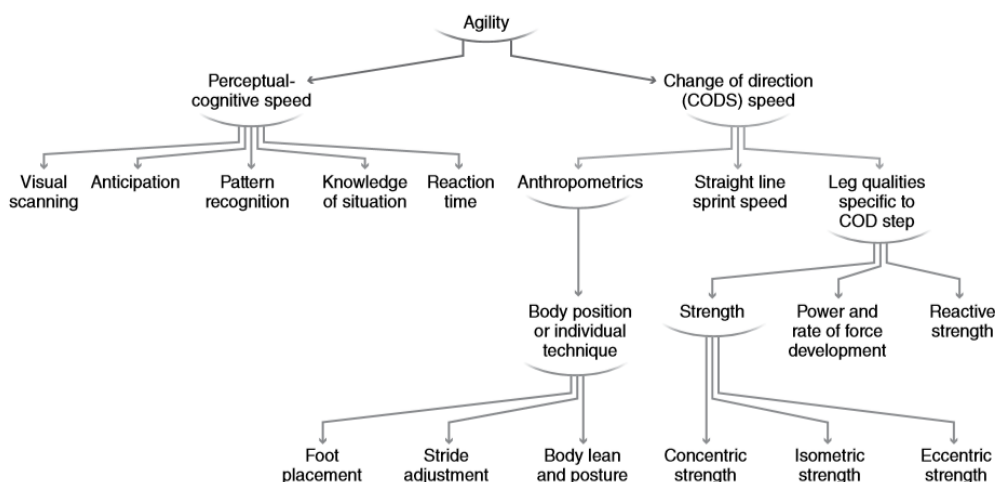 Agility
Perceptual-
cognitive speed
Change of direction
(CODS) speed
Visual
scanning
Anticipation
Pattern
recognition
Knowledge
of situation
Reaction
time
Anthropometrics
Straight line
sprint speed
Leg qualities
specific to
COD step
Body position
or individual
technique
Strength
Power and
rate of force
development
Reactive
strength
Foot
placement
Stride
adjustment
Body lean
and posture
Concentric
strength
Isometric
strength
Eccentric
strength